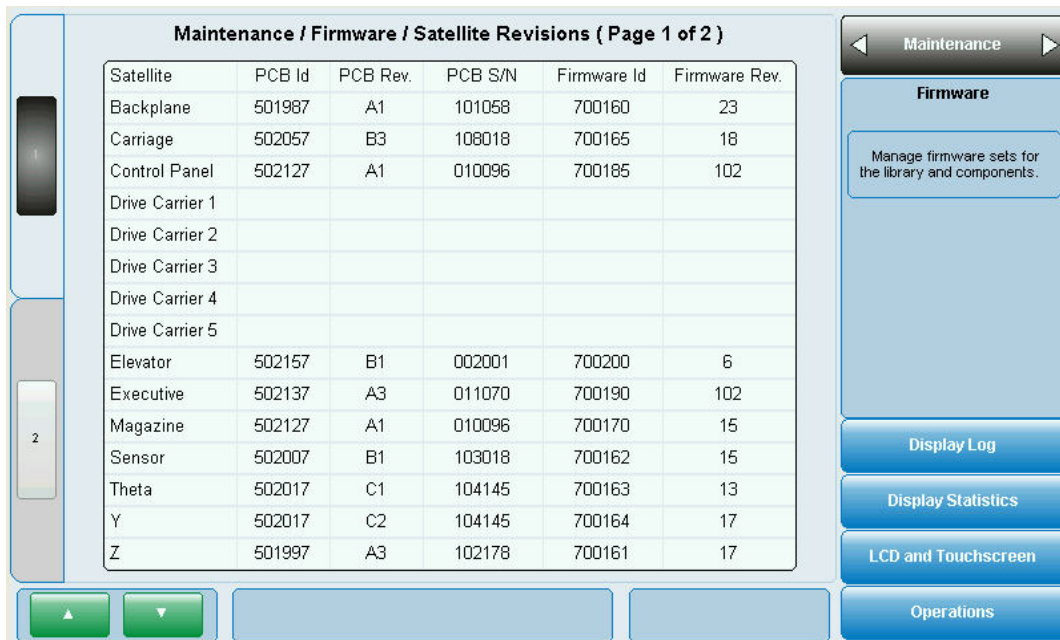 Maintenance / Firmware / Satellite Revisions ( Page 1 of 2 )
Satellite PCB Id PCB Rev. PCB S/N Firmware Id Firmware Rev.
Backplane 501987 A1 101058 700160 23
Carriage 502057 B3 108018 700165 18
Control Panel 502127 A1 010096 700185 102
Drive Carrier 1
Drive Carrier 2
Drive Carrier 3
Drive Carrier 4
Drive Carrier 5
Elevator 502157 B1 002001 700200 6
Executive 502137 A3 011070 700190 102
Magazine 502127 A1 010096 700170 15
Sensor 502007 B1 103018 700162 15
Theta 502017 C1 104145 700163 13
Y 502017 C2 104145 700164 17
Z 501997 A3 102178 700161 17
1
2
Maintenance
Firmware
Manage firmware sets for
the library and components.
Display Log
Display Statistics
LCD and Touchscreen
Operations